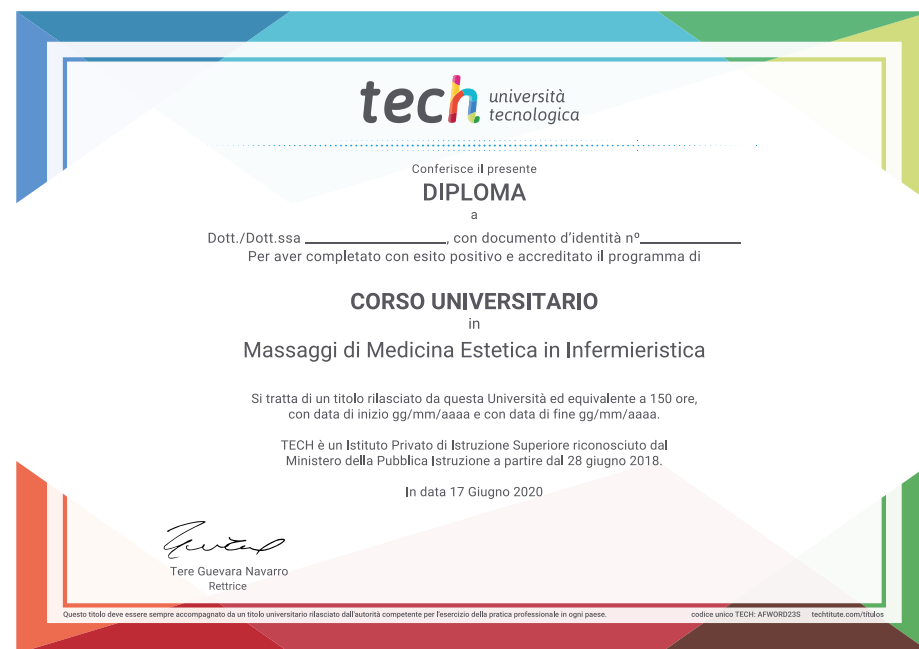 tech università
tecnologica
Conferisce il presente
DIPLOMA
a
Dott./Dott.ssa ____________________, con documento d'identità nº______________
Per aver completato con esito positivo e accreditato il programma di
CORSO UNIVERSITARIO
in
Massaggi di Medicina Estetica in Infermieristica
Si tratta di un titolo rilasciato da questa Università ed equivalente a 150 ore,
con data di inizio gg/mm/aaaa e con data di fine gg/mm/aaaa.
TECH è un Istituto Privato di Istruzione Superiore riconosciuto dal
Ministero della Pubblica Istruzione a partire dal 28 giugno 2018.
In data 17 Giugno 2020
Tere Guevara Navarro
Rettrice
Questo titolo deve essere sempre accompagnato da un titolo universitario rilasciato dall'autorità competente per l'esercizio della pratica professionale in ogni paese. codice unico TECH: AFWORD23S techtitute.com/titulos